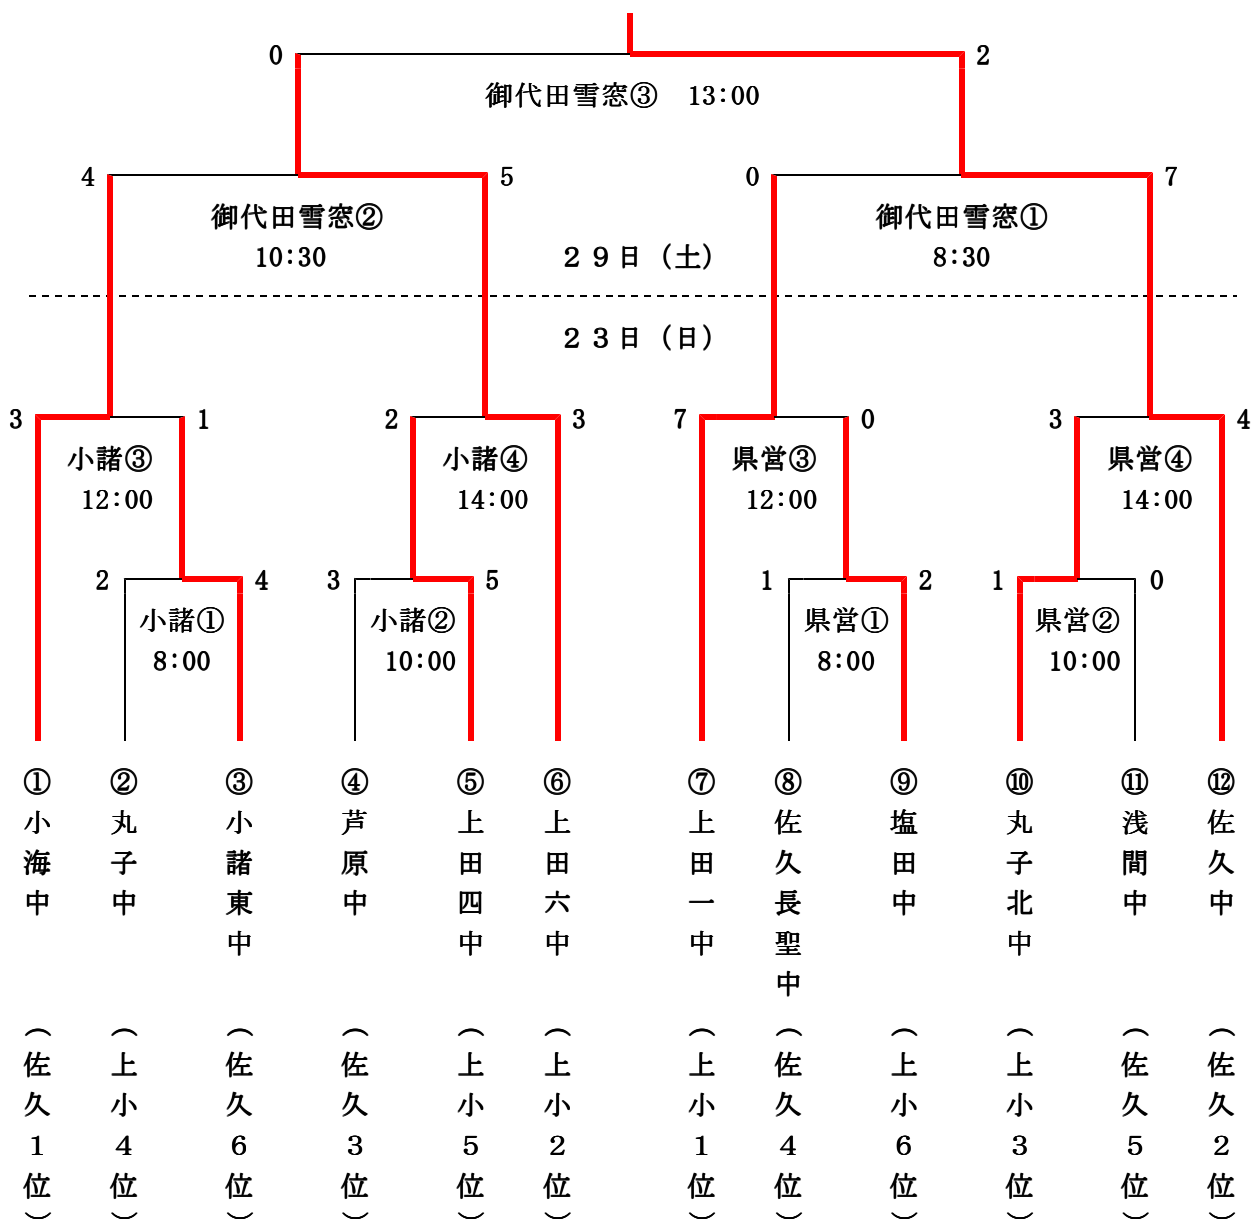 0 2
御代田雪窓③ 13:00
4 5 0 7
御代田雪窓② 御代田雪窓①
10:30 ２９日（土） 8:30
２３日（日）
3 1 2 3 7 0 3 4
小諸③ 小諸④ 県営③ 県営④
12:00 14:00 12:00 14:00
2 4 3 5 1 2 1 0
小諸① 小諸② 県営① 県営②
8:00 10:00 8:00 10:00
①小海中（佐久１位）
②丸子中（上小４位）
③小諸東中（佐久６位）
④芦原中（佐久３位）
⑤上田四中（上小５位）
⑥上田六中（上小２位）
⑦上田一中（上小１位）
⑧佐久長聖中（佐久４位）
⑨塩田中（上小６位）
⑩丸子北中（上小３位）
⑪浅間中（佐久５位）
⑫佐久中（佐久２位）